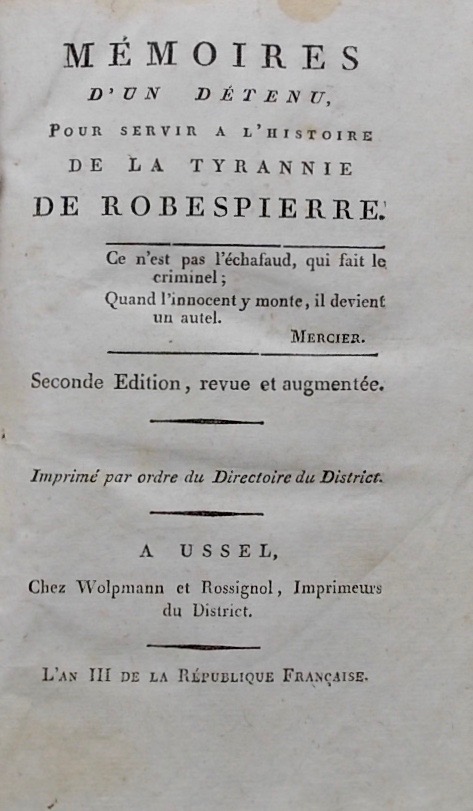 MÉMOIRES
D'UN DÉTENU,
POUR SERVIR A L'HISTOIRE
DE LA TYRANNIE
DE ROBESPIERRE.
Ce n'est pas l'échafaud, qui fait le
criminel;
Quand l'innocent y monte, il devient
un autel.
MERCIER.
Seconde Edition, revue et augmentée.
Imprimé par ordre du Directoire du District.
A USSEL,
Chez Wolpmann et Rossignol, Imprimeurs
du District.
L'AN III DE LA RÉPUBLIQUE FRANÇAISE.